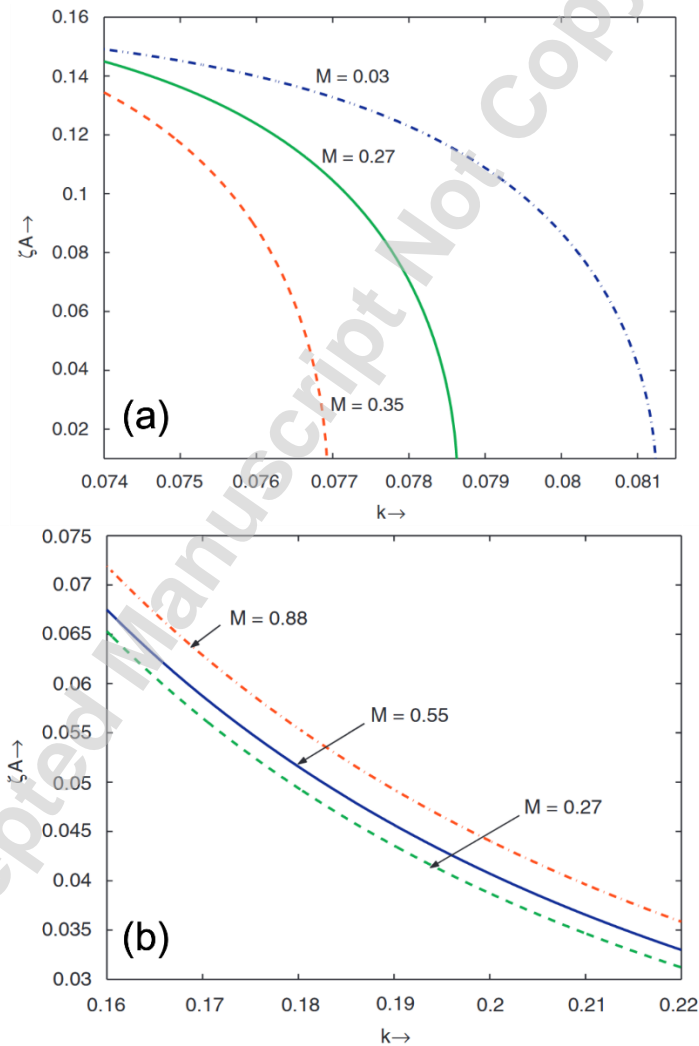 0.16
0.14
0.12
0.1
0.08
0.06
0.04
0.02
ζA→
M = 0.03
M = 0.27
M = 0.35
(a)
0.074 0.075 0.076 0.077 0.078 0.079 0.08 0.081
k→
0.075
0.07
0.065
0.06
0.055
0.05
0.045
0.04
0.035
0.03
ζA→
M = 0.88
M = 0.55
M = 0.27
(b)
0.16 0.17 0.18 0.19 0.2 0.21 0.22
k→
epted Manuscript Not Copy